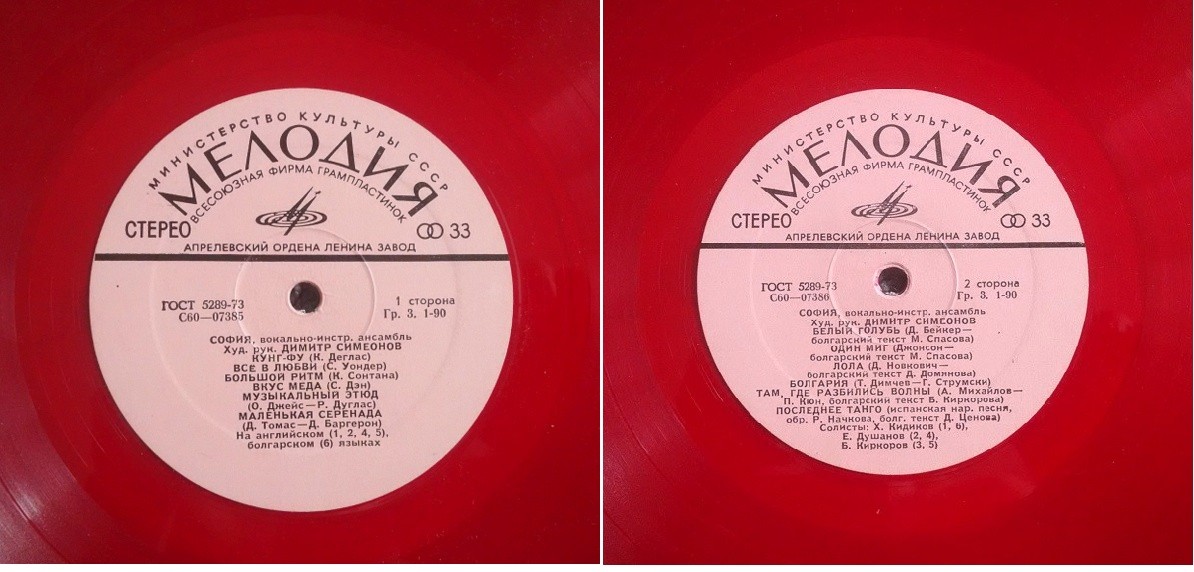 МИНИСТЕРСТВО КУЛЬТУРЫ СССР
МЕЛОДИЯ
ВСЕСОЮЗНАЯ ФИРМА ГРАМПЛАСТИНОК
СТЕРЕО
33
АПРЕЛЕВСКИЙ ОРДЕНА ЛЕНИНА ЗАВОД
ГОСТ 5289-73
С60—07385
1 сторона
Гр. 3. 1-90
СОФИЯ, вокально-инстр. ансамбль
Худ. рук. ДИМИТР СИМЕОНОВ
КУНГ-ФУ (К. Деглас)
ВСЕ В ЛЮБВИ (С. Уондер)
БОЛЬШОЙ РИТМ (К. Сонтана)
ВКУС МЕДА (С. Дэн)
МУЗЫКАЛЬНЫЙ ЭТЮД
(О. Джейс—Р. Дуглас)
МАЛЕНЬКАЯ СЕРЕНАДА
(Д. Томас—Д. Баргерон)
На английском (1, 2, 4, 5),
болгарском (6) языках
МИНИСТЕРСТВО КУЛЬТУРЫ СССР
МЕЛОДИЯ
ВСЕСОЮЗНАЯ ФИРМА ГРАМПЛАСТИНОК
СТЕРЕО
33
АПРЕЛЕВСКИЙ ОРДЕНА ЛЕНИНА ЗАВОД
ГОСТ 5289-73
С60—07386
2 сторона
Гр. 3. 1-90
СОФИЯ, вокально-инстр. ансамбль
Худ. рук. ДИМИТР СИМЕОНОВ
БЕЛЫЙ ГОЛУБЬ (Д. Бейкер—
болгарский текст М. Спасова)
ОДИН МИГ (Джонсон—
болгарский текст М. Спасова)
ЛОЛА (Д. Новкович—
болгарский текст Д. Домянова)
БОЛГАРИЯ (Т. Димчев—Г. Струмски)
ТАМ, ГДЕ РАЗБИЛИСЬ ВОЛНЫ (А. Михайлов—
П. Кюн, болгарский текст Б. Киркорова)
ПОСЛЕДНЕЕ ТАНГО (испанская нар. песня,
обр. Р. Начкова, болг. текст Д. Ценова)
Солисты: Х. Кидиков (1, 6),
Е. Душанов (2, 4),
Б. Киркоров (3, 5)